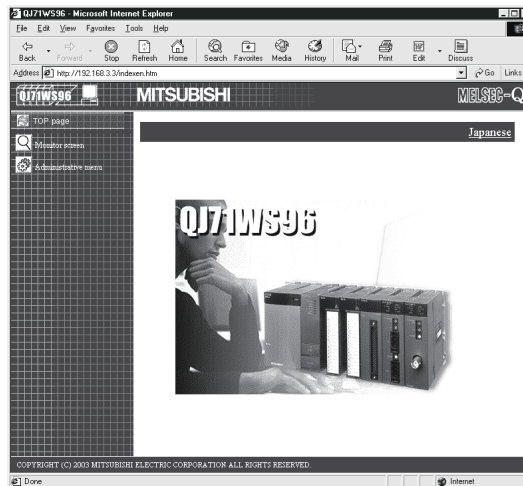 QJ71WS96 - Microsoft Internet Explorer
File Edit View Favorites Tools Help
Back Forward Stop Refresh Home Search Favorites Media History Mail Print Edit Discuss
Address http://192.168.3.3/indexen.htm Go Links
QJ71WS96 MITSUBISHI MELSEC-Q
TOP page
Japanese
Monitor screen
Administrative menu
QJ71WS96
COPYRIGHT (C) 2003 MITSUBISHI ELECTRIC CORPORATION ALL RIGHTS RESERVED.
Done Internet